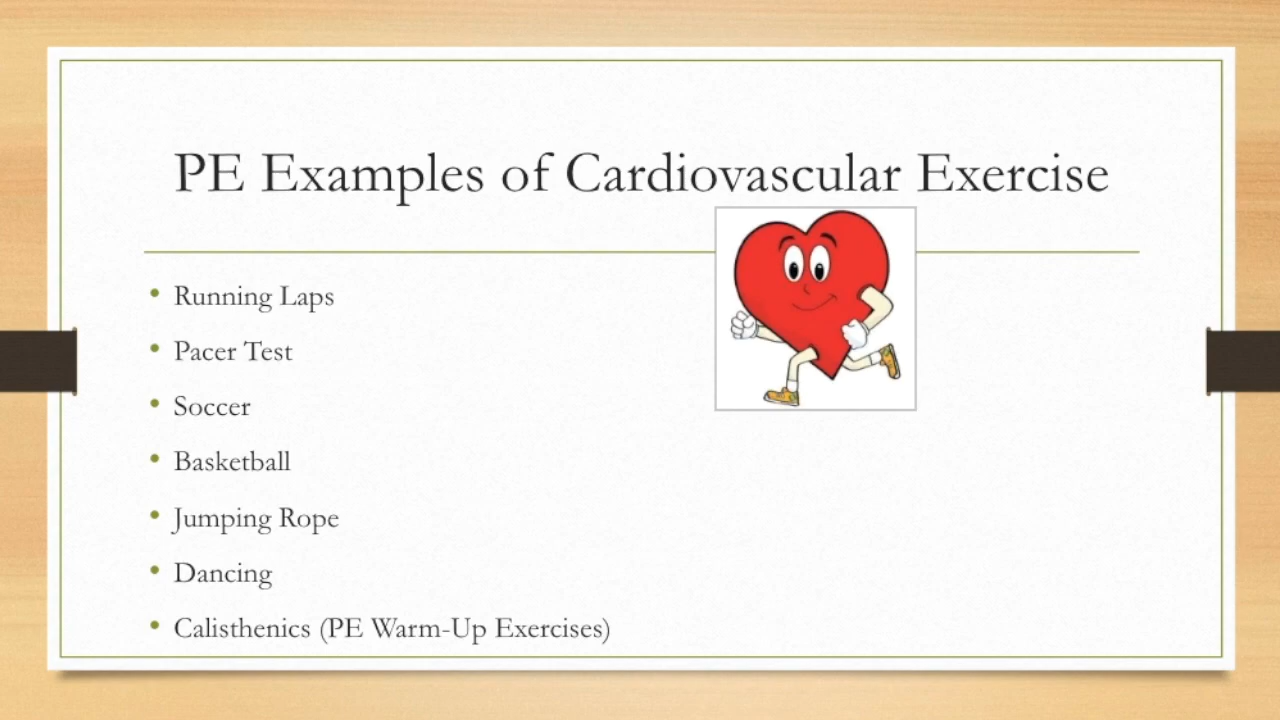 PE Examples of Cardiovascular Exercise
• Running Laps
• Pacer Test
• Soccer
• Basketball
• Jumping Rope
• Dancing
• Calisthenics (PE Warm-Up Exercises)